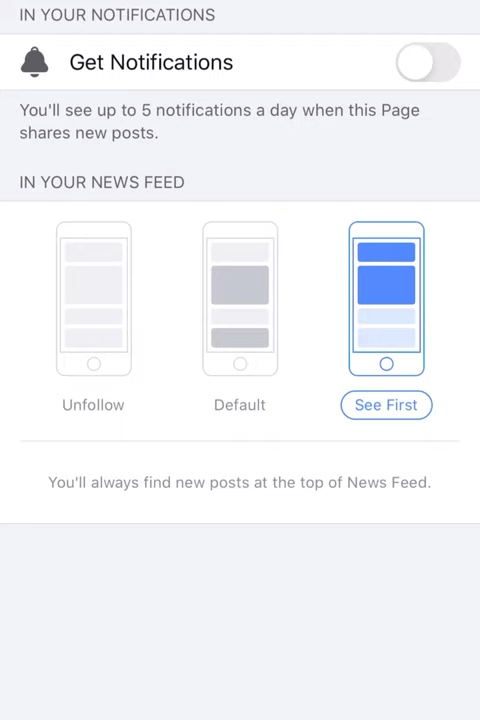 IN YOUR NOTIFICATIONS
Get Notifications
You'll see up to 5 notifications a day when this Page
shares new posts.
IN YOUR NEWS FEED
Unfollow
Default
See First
You'll always find new posts at the top of News Feed.